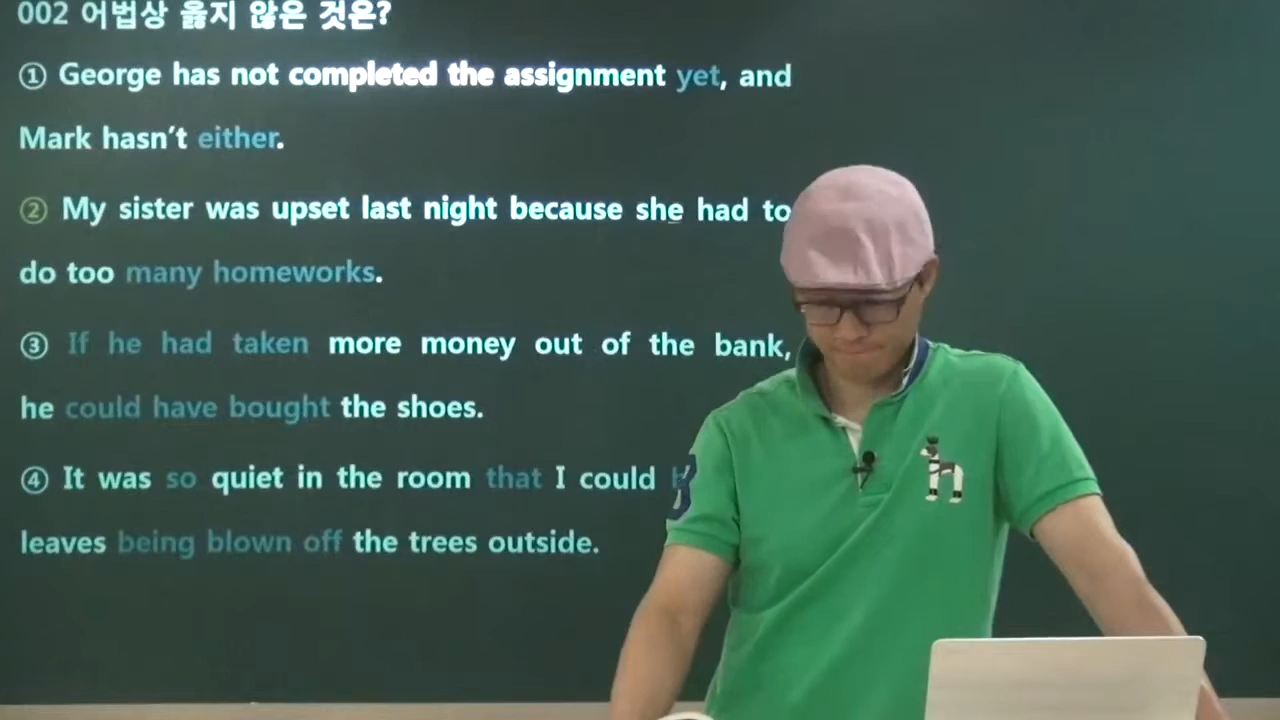 002 어법상 옳지 않은 것은?
① George has not completed the assignment yet, and
Mark hasn't either.
② My sister was upset last night because she had to
do too many homeworks.
③ If he had taken more money out of the bank,
he could have bought the shoes.
④ It was so quiet in the room that I could
leaves being blown off the trees outside.